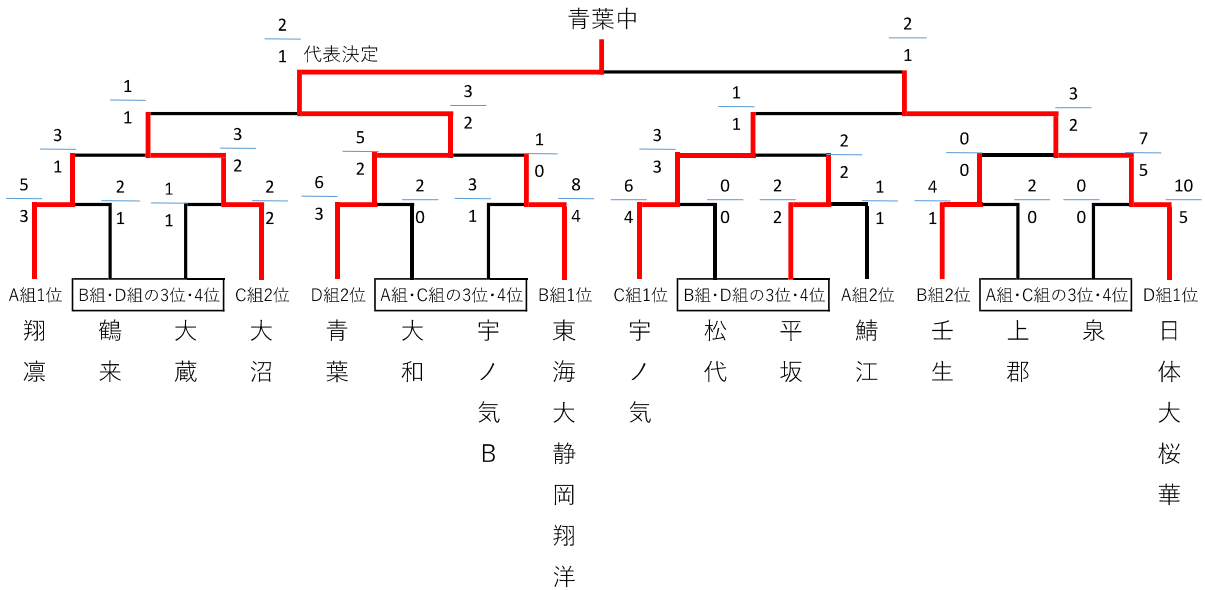 青葉中
2
1
代表決定
2
1
1
1
3
2
1
1
3
2
3
1
3
2
5
2
1
0
3
3
2
2
0
0
7
5
5
3
2
1
1
1
2
2
6
3
2
0
3
1
8
4
6
4
0
0
2
2
1
1
4
1
2
0
0
0
10
5
A組1位
B組・D組の3位・4位
C組2位
D組2位
A組・C組の3位・4位
B組1位
C組1位
B組・D組の3位・4位
A組2位
B組2位
A組・C組の3位・4位
D組1位
翔凛
鶴来
大蔵
大沼
青葉
大和
宇ノ気B
東海大静岡翔洋
宇ノ気
松代
平坂
鯖江
壬生
上郡
泉
日体大桜華